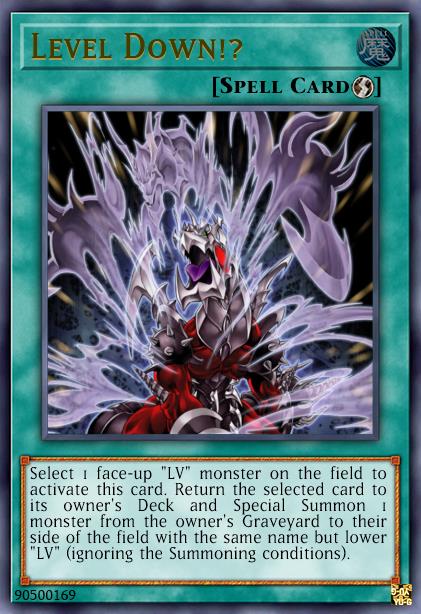 LEVEL DOWN!?
魔
[SPELL CARD]
Select 1 face-up "LV" monster on the field to
activate this card. Return the selected card to
its owner's Deck and Special Summon 1
monster from the owner's Graveyard to their
side of the field with the same name but lower
"LV" (ignoring the Summoning conditions).
90500169